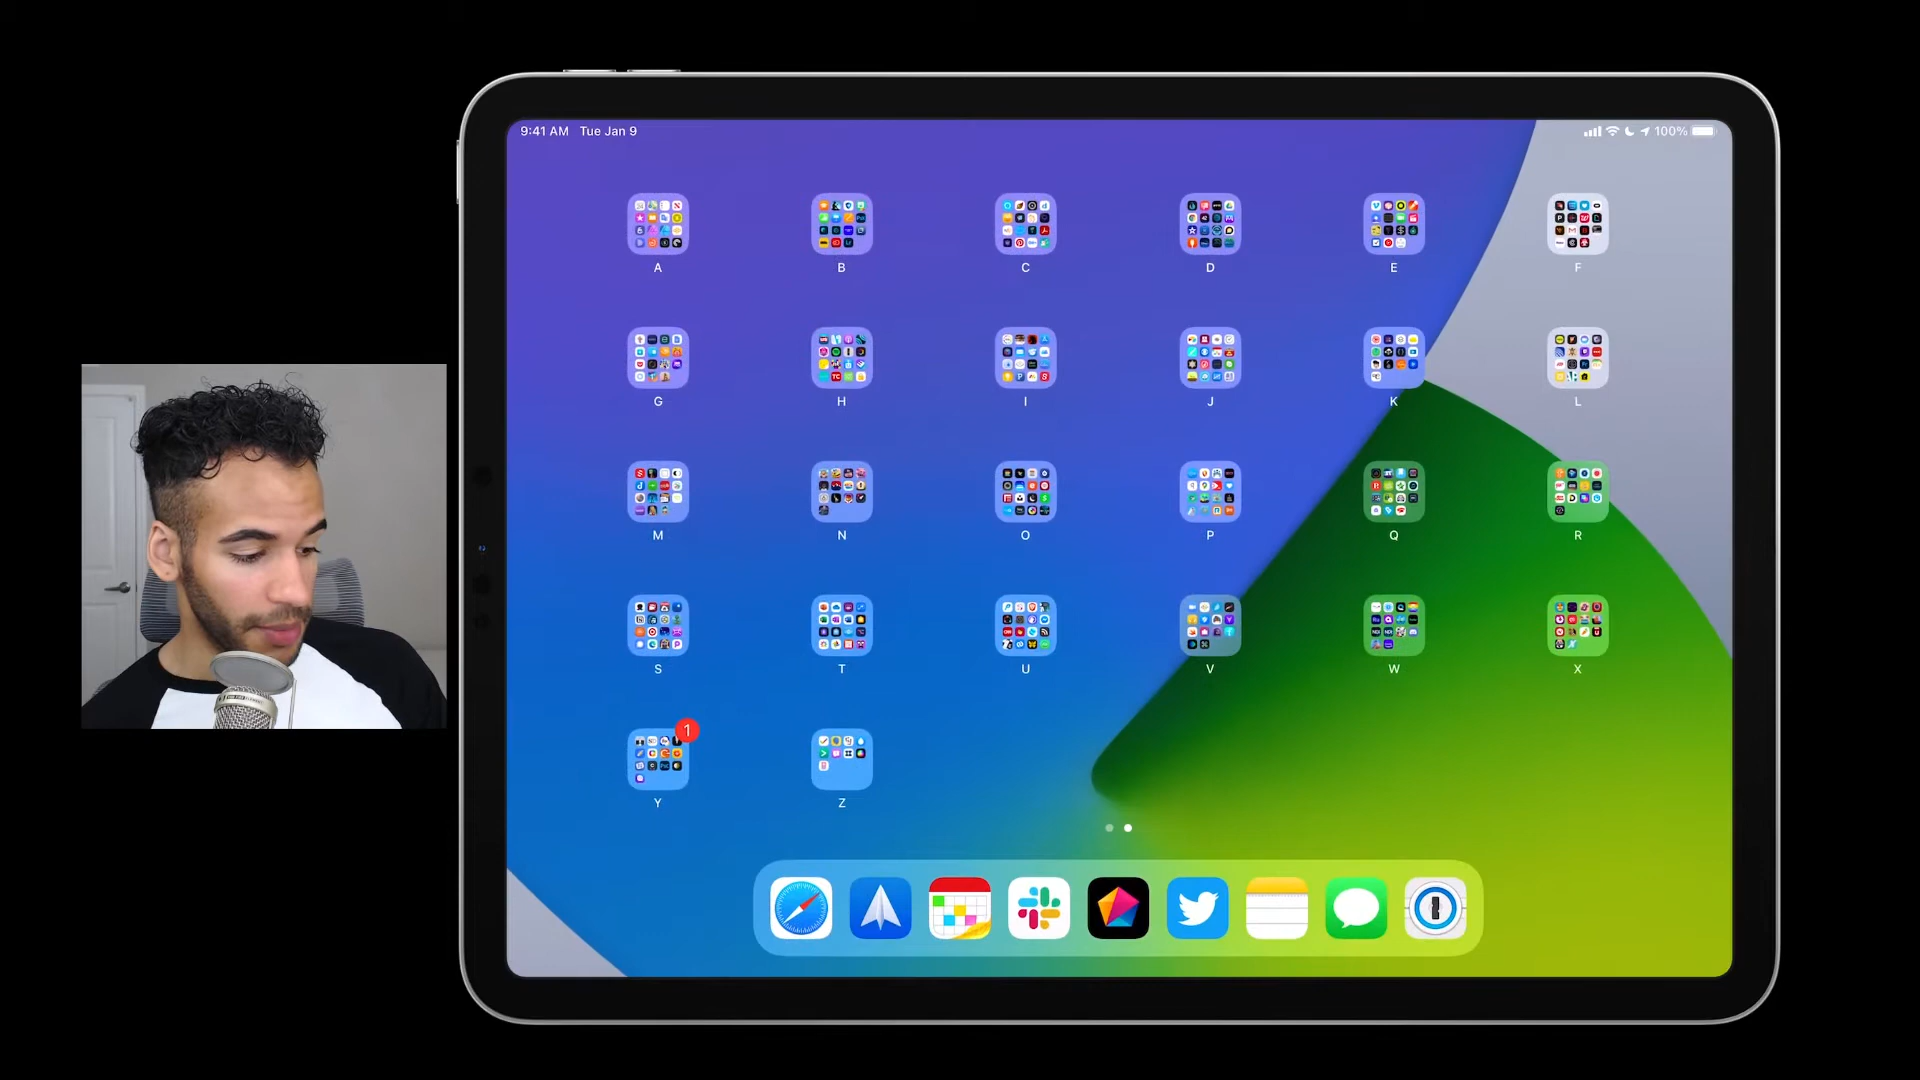 9:41 AM Tue Jan 9 100%
A B C D E F
G H I J K L
M N O P Q R
S T U V W X
1
Y Z